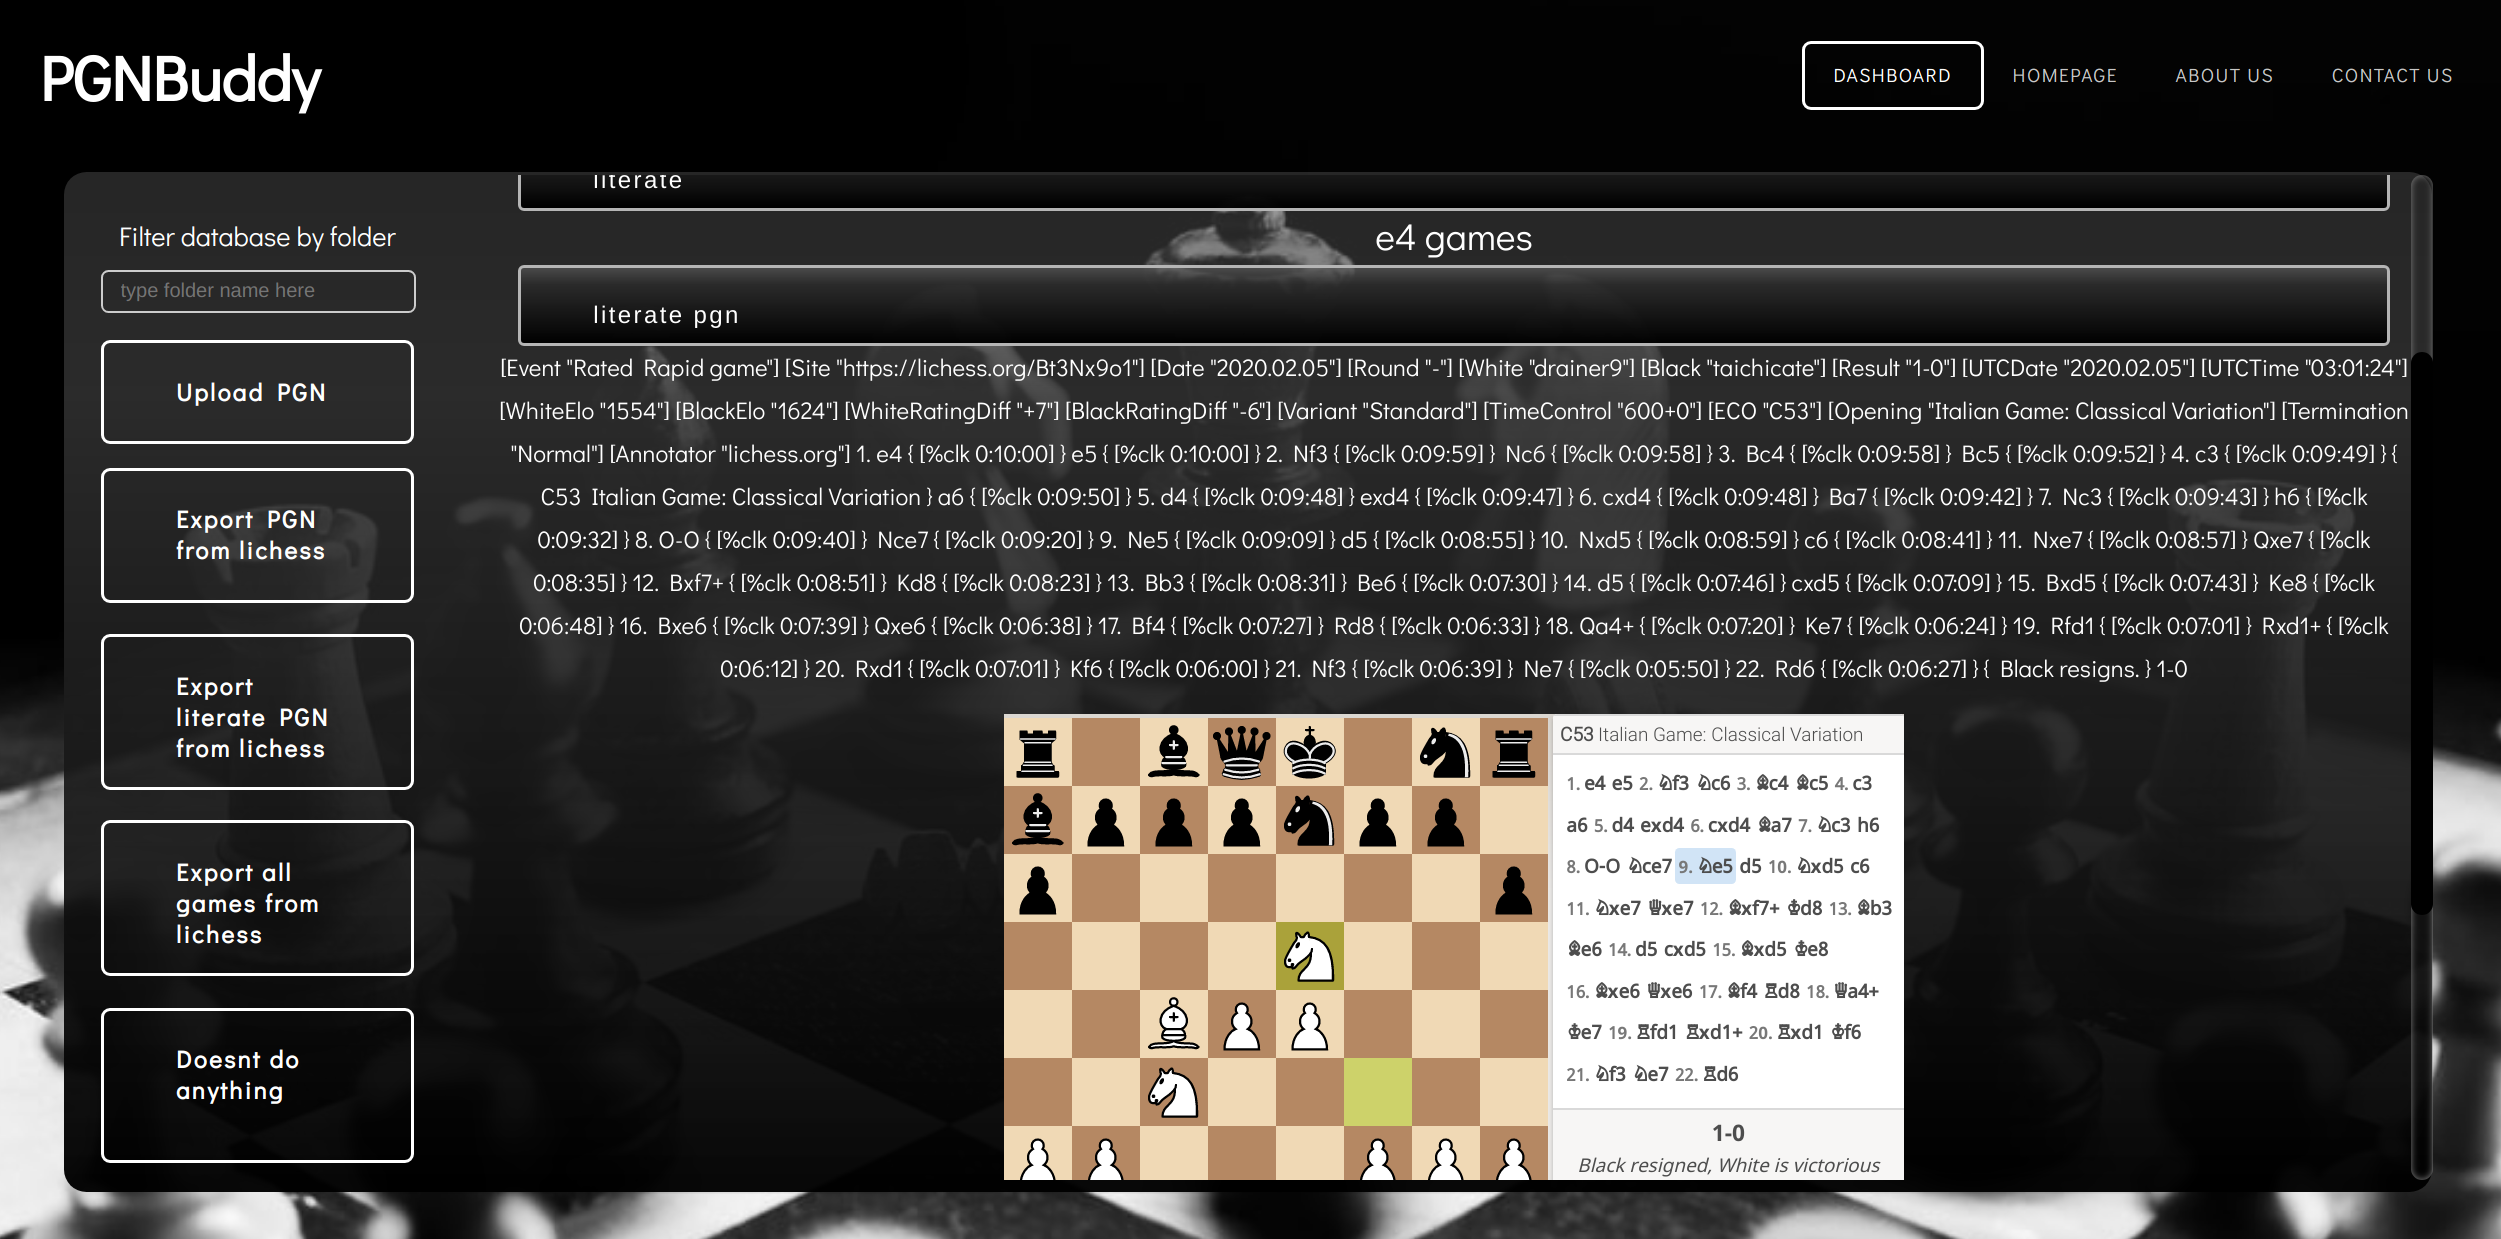 PGNBuddy
DASHBOARD
HOMEPAGE
ABOUT US
CONTACT US
Filter database by folder
type folder name here
Upload PGN
Export PGN
from lichess
Export
literate PGN
from lichess
Export all
games from
lichess
Doesnt do
anything
literate
e4 games
literate pgn
[Event "Rated Rapid game"] [Site "https://lichess.org/Bt3Nx9o1"] [Date "2020.02.05"] [Round "-"] [White "drainer9"] [Black "taichicate"] [Result "1-0"] [UTCDate "2020.02.05"] [UTCTime "03:01:24"]
[WhiteElo "1554"] [BlackElo "1624"] [WhiteRatingDiff "+7"] [BlackRatingDiff "-6"] [Variant "Standard"] [TimeControl "600+0"] [ECO "C53"] [Opening "Italian Game: Classical Variation"] [Termination
"Normal"] [Annotator "lichess.org"] 1. e4 { [%clk 0:10:00] } e5 { [%clk 0:10:00] } 2. Nf3 { [%clk 0:09:59] } Nc6 { [%clk 0:09:58] } 3. Bc4 { [%clk 0:09:58] } Bc5 { [%clk 0:09:52] } 4. c3 { [%clk 0:09:49] } {
C53 Italian Game: Classical Variation } a6 { [%clk 0:09:50] } 5. d4 { [%clk 0:09:48] } exd4 { [%clk 0:09:47] } 6. cxd4 { [%clk 0:09:48] } Ba7 { [%clk 0:09:42] } 7. Nc3 { [%clk 0:09:43] } h6 { [%clk
0:09:32] } 8. O-O { [%clk 0:09:40] } Nce7 { [%clk 0:09:20] } 9. Ne5 { [%clk 0:09:09] } d5 { [%clk 0:08:55] } 10. Nxd5 { [%clk 0:08:59] } c6 { [%clk 0:08:41] } 11. Nxe7 { [%clk 0:08:57] } Qxe7 { [%clk
0:08:35] } 12. Bxf7+ { [%clk 0:08:51] } Kd8 { [%clk 0:08:23] } 13. Bb3 { [%clk 0:08:31] } Be6 { [%clk 0:07:30] } 14. d5 { [%clk 0:07:46] } cxd5 { [%clk 0:07:09] } 15. Bxd5 { [%clk 0:07:43] } Ke8 { [%clk
0:06:48] } 16. Bxe6 { [%clk 0:07:39] } Qxe6 { [%clk 0:06:38] } 17. Bf4 { [%clk 0:07:27] } Rd8 { [%clk 0:06:33] } 18. Qa4+ { [%clk 0:07:20] } Ke7 { [%clk 0:06:24] } 19. Rfd1 { [%clk 0:07:01] } Rxd1+ { [%clk
0:06:12] } 20. Rxd1 { [%clk 0:07:01] } Kf6 { [%clk 0:06:00] } 21. Nf3 { [%clk 0:06:39] } Ne7 { [%clk 0:05:50] } 22. Rd6 { [%clk 0:06:27] } { Black resigns. } 1-0
C53 Italian Game: Classical Variation
1. e4 e5 2. ♘f3 ♘c6 3. ♗c4 ♗c5 4. c3
a6 5. d4 exd4 6. cxd4 ♗a7 7. ♘c3 h6
8. O-O ♘ce7 9. ♘e5 d5 10. ♘xd5 c6
11. ♘xe7 ♕xe7 12. ♗xf7+ ♔d8 13. ♗b3
♗e6 14. d5 cxd5 15. ♗xd5 ♔e8
16. ♗xe6 ♕xe6 17. ♗f4 ♖d8 18. ♕a4+
♔e7 19. ♖fd1 ♖xd1+ 20. ♖xd1 ♔f6
21. ♘f3 ♘e7 22. ♖d6
1-0
Black resigned, White is victorious